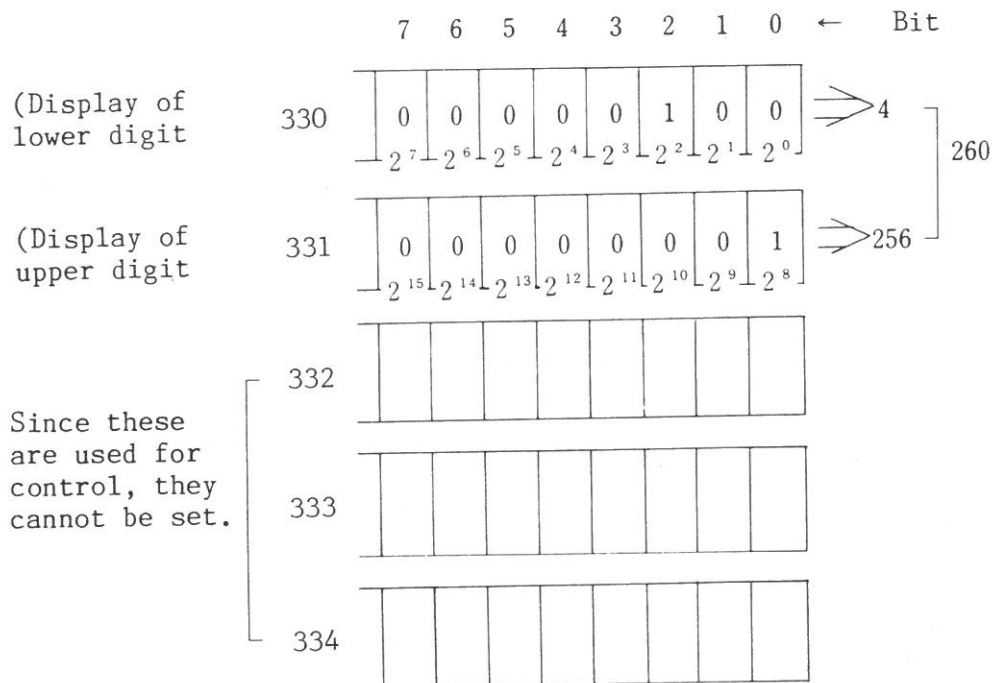 7 6 5 4 3 2 1 0 ← Bit
(Display of
lower digit
330 0 0 0 0 0 1 0 0 4
2⁷ 2⁶ 2⁵ 2⁴ 2³ 2² 2¹ 2⁰
260
(Display of
upper digit
331 0 0 0 0 0 0 0 1 256
2¹⁵ 2¹⁴ 2¹³ 2¹² 2¹¹ 2¹⁰ 2⁹ 2⁸
332
Since these
are used for
control, they
cannot be set.
333
334